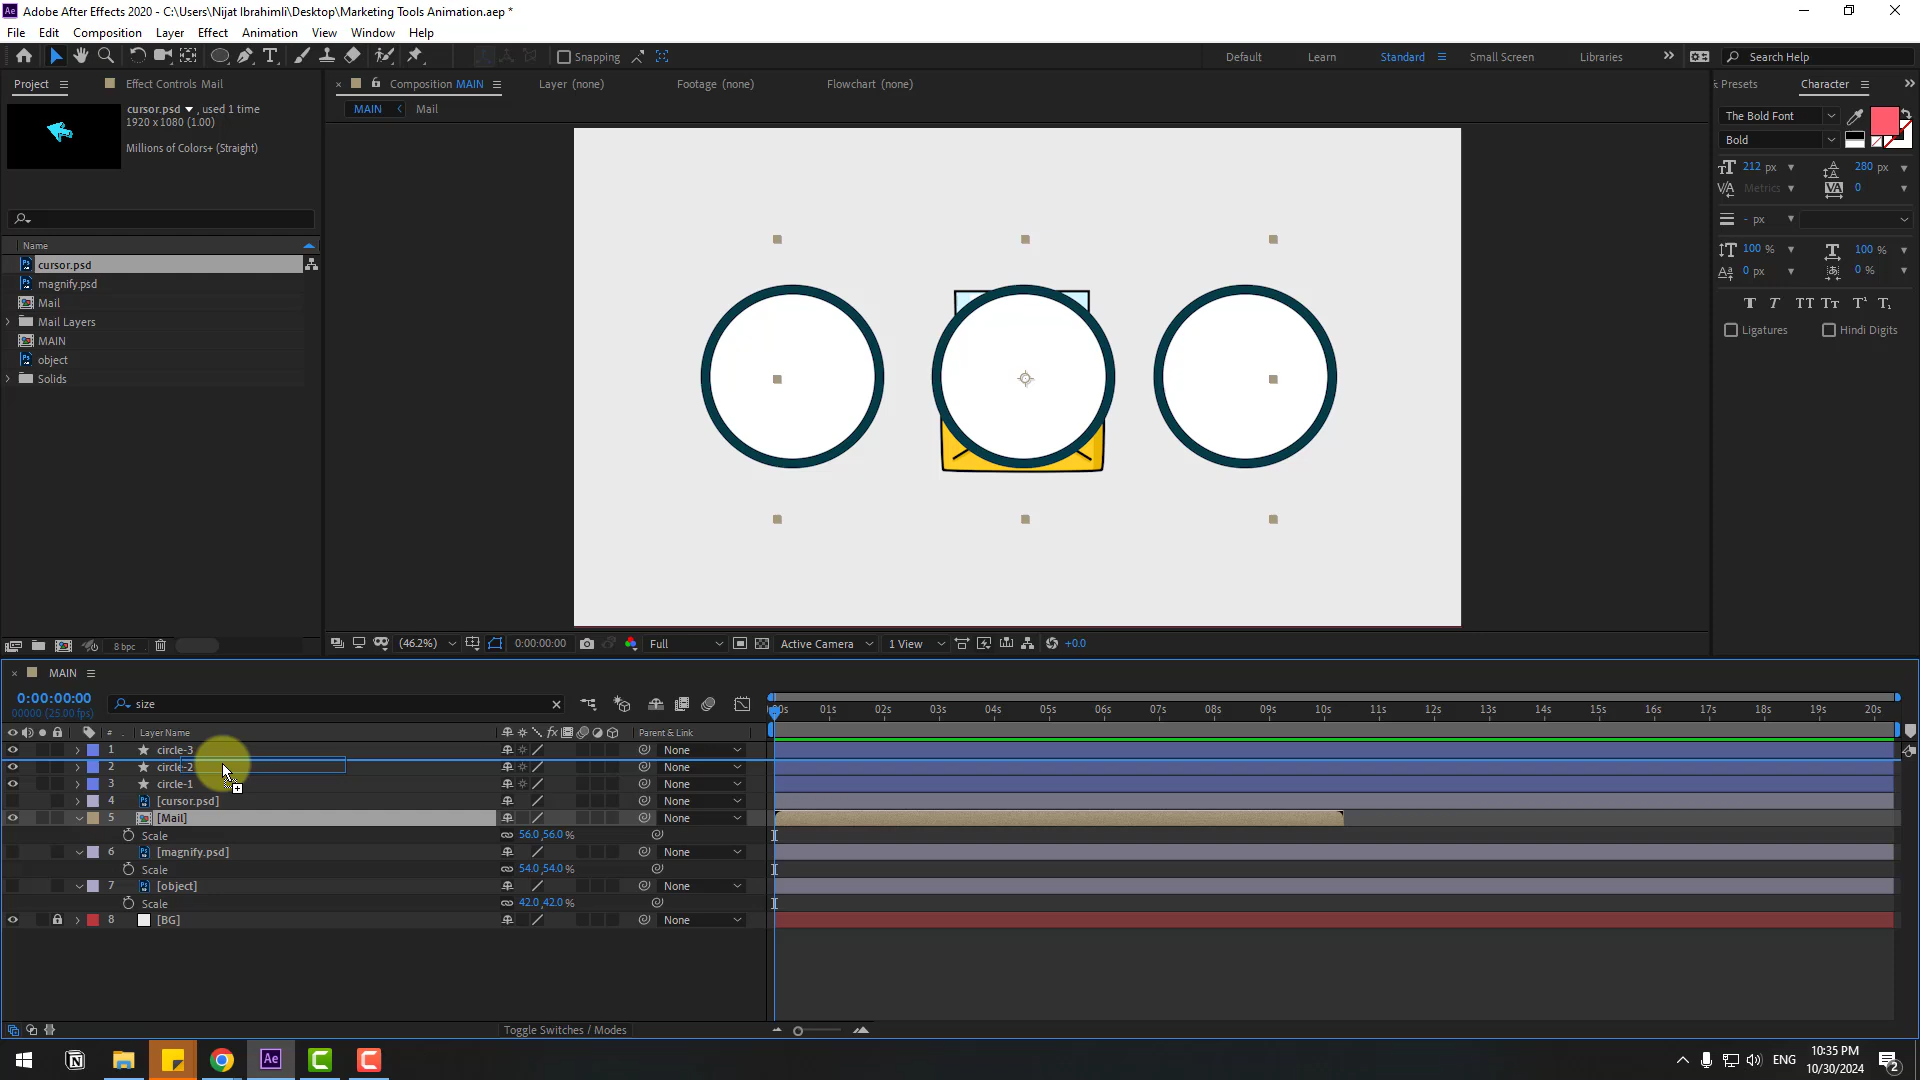 Adobe After Effects 2020 - C:\Users\Nijat Ibrahimli\Desktop\Marketing Tools Animation.aep *
File Edit Composition Layer Effect Animation View Window Help
Snapping
Default Learn Standard Small Screen Libraries Search Help
Project Effect Controls Mail
Composition MAIN Layer (none) Footage (none) Flowchart (none)
Presets Character
cursor.psd , used 1 time
1920 x 1080 (1.00)
Millions of Colors+ (Straight)
MAIN Mail
The Bold Font
Bold
212 px 280 px
Metrics 0
- px
100 % 100 %
0 px 0 %
Ligatures Hindi Digits
Name
cursor.psd
magnify.psd
Mail
Mail Layers
MAIN
object
Solids
8 bpc
(46.2%) 0:00:00:00 Full Active Camera 1 View +0.0
MAIN
0:00:00:00
00000 (25.00 fps)
size
00s 01s 02s 03s 04s 05s 06s 07s 08s 09s 10s 11s 12s 13s 14s 15s 16s 17s 18s 19s 20s
# Layer Name Parent & Link
1 circle-3 None
2 circle-2 None
3 circle-1 None
4 [cursor.psd] None
5 [Mail] None
Scale 56.0,56.0 %
6 [magnify.psd] None
Scale 54.0,54.0 %
7 [object] None
Scale 42.0,42.0 %
8 [BG] None
Toggle Switches / Modes
ENG
10:35 PM
10/30/2024
2